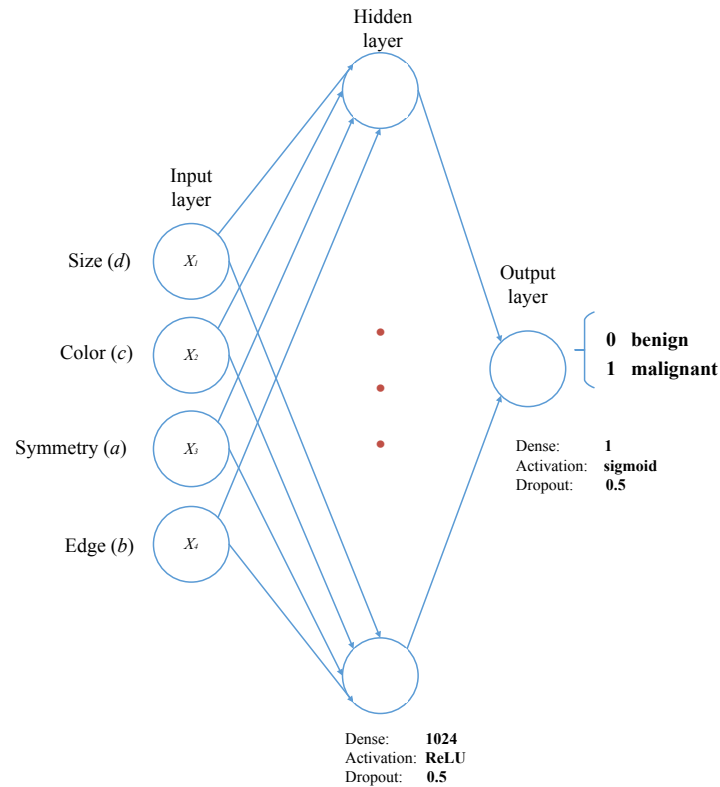 Hidden
layer
Input
layer
Size (d)
X1
Color (c)
X2
Symmetry (a)
X3
Edge (b)
X4
Output
layer
0 benign
1 malignant
Dense: 1
Activation: sigmoid
Dropout: 0.5
Dense: 1024
Activation: ReLU
Dropout: 0.5